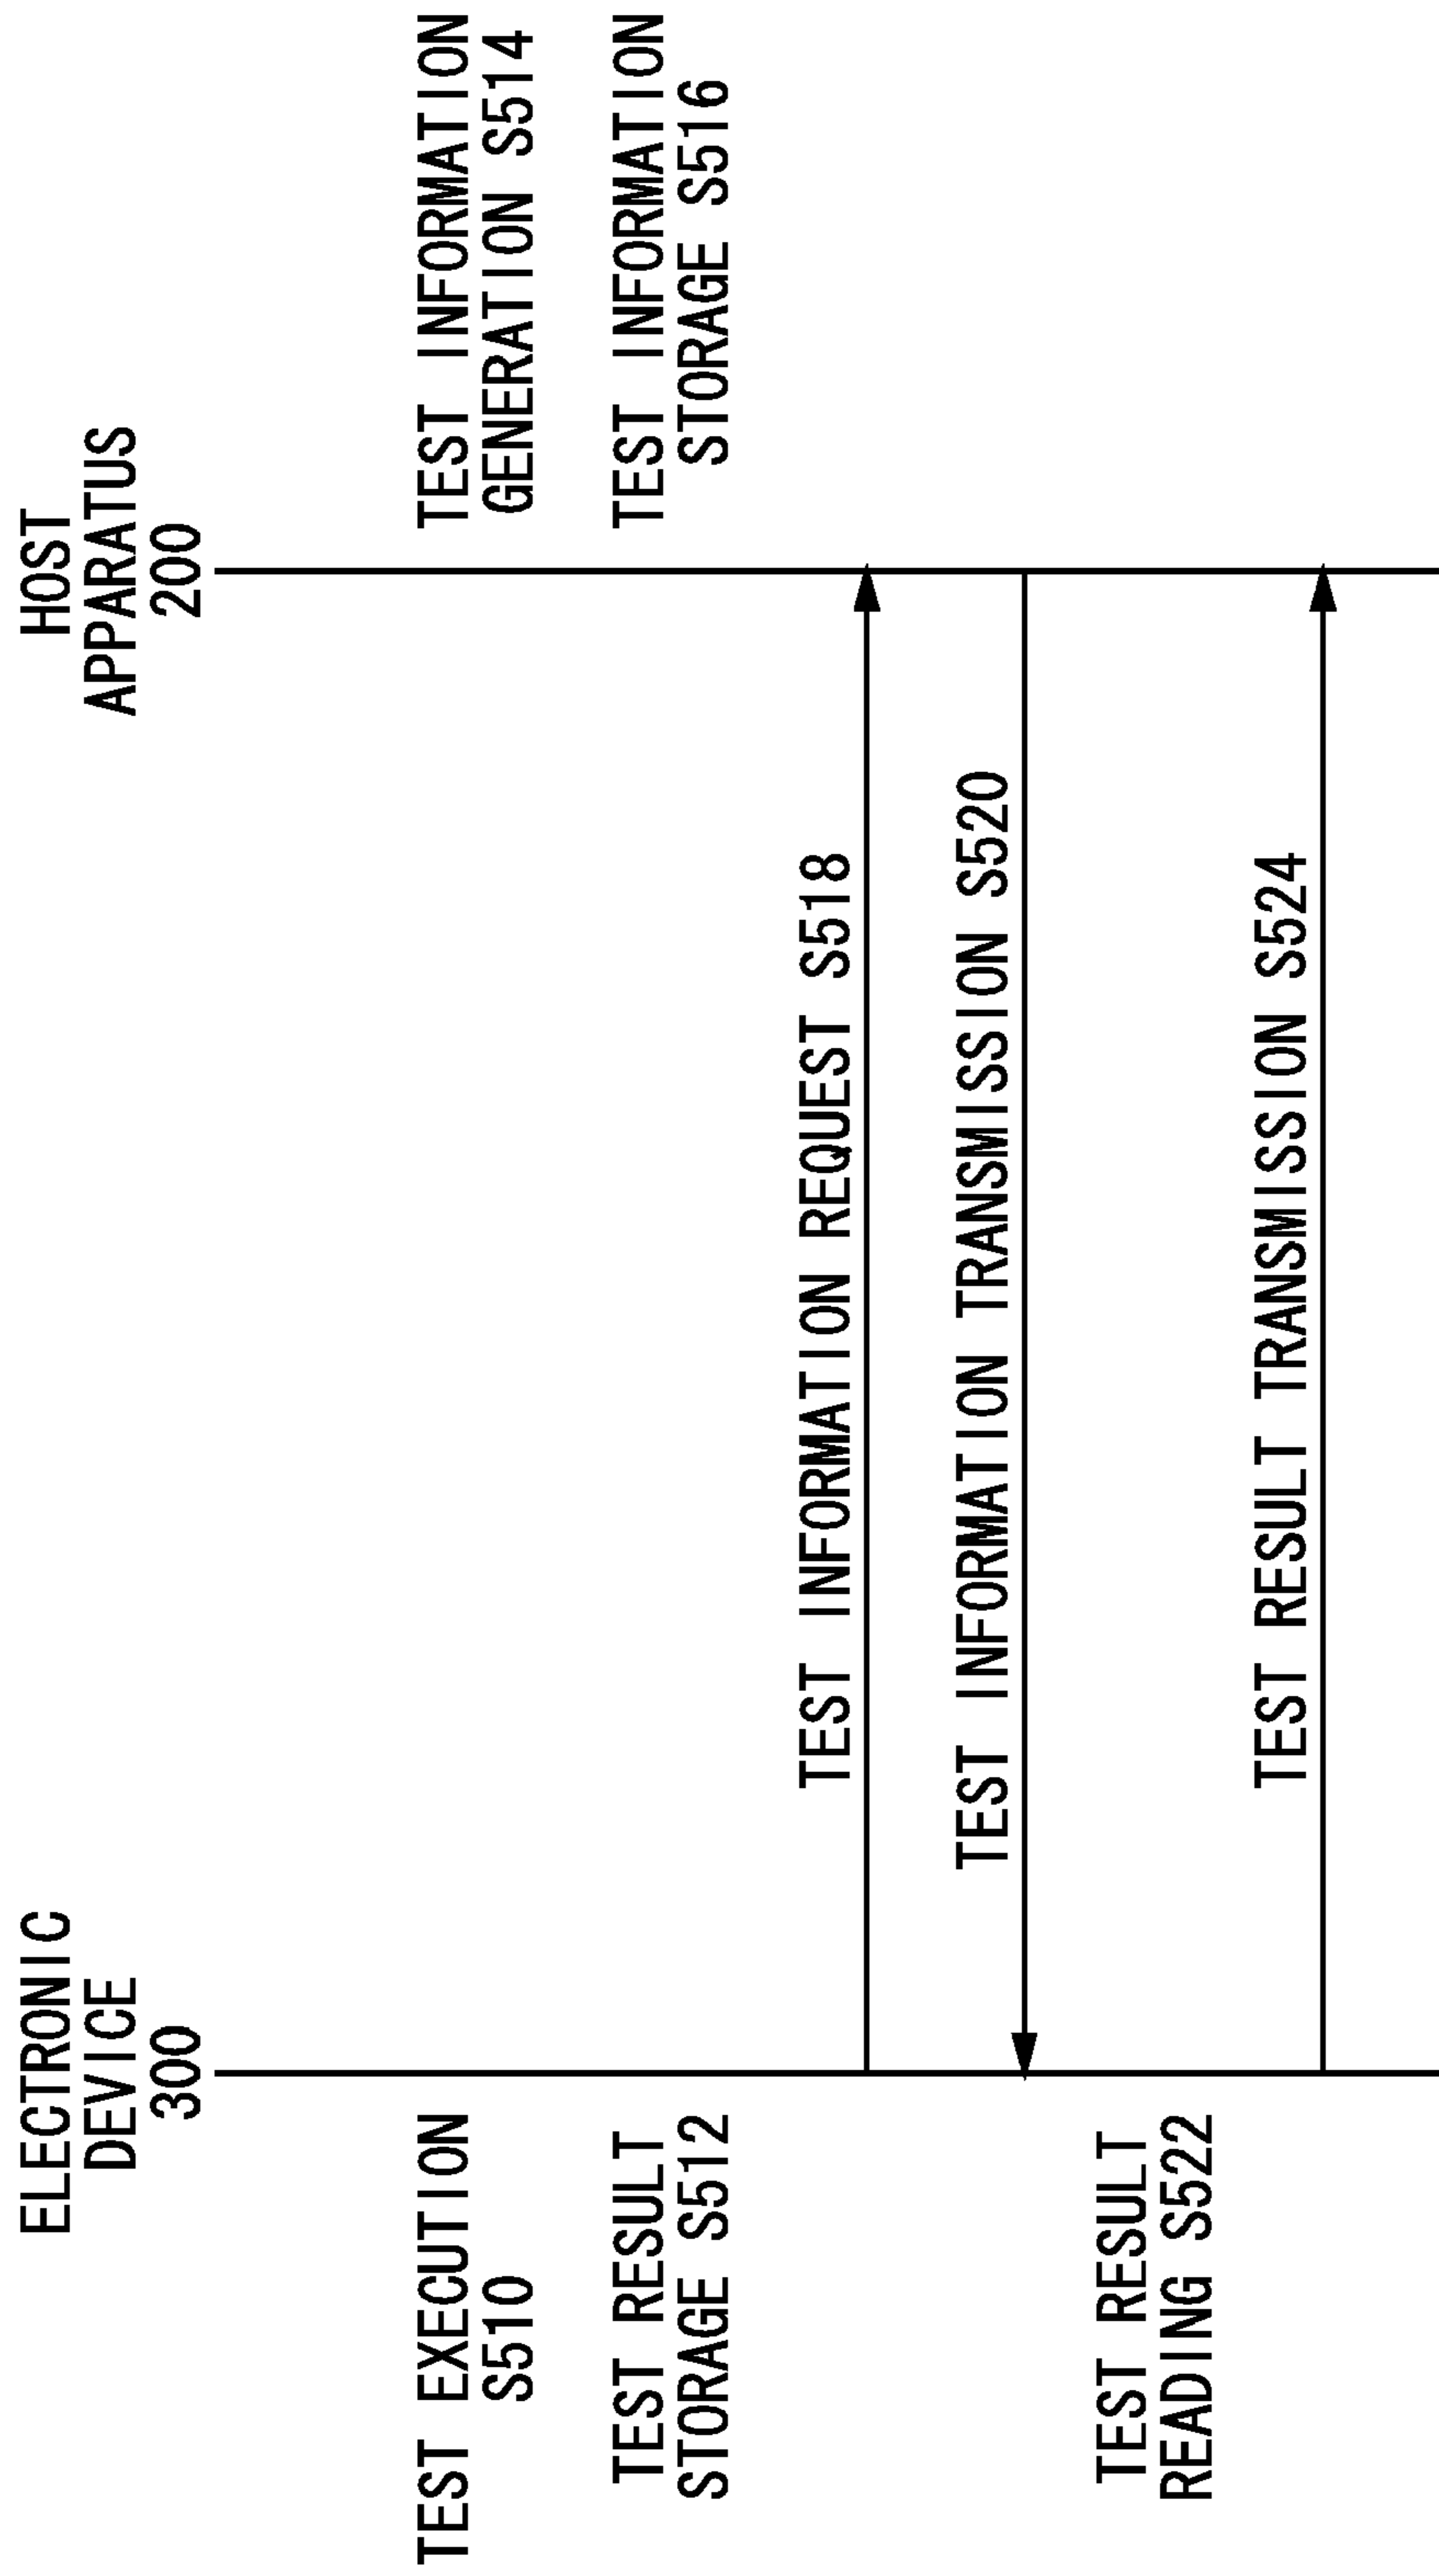 ELECTRONIC
DEVICE
300
HOST
APPARATUS
200
TEST EXECUTION
S510
TEST INFORMATION
GENERATION S514
TEST RESULT
STORAGE S512
TEST INFORMATION
STORAGE S516
TEST INFORMATION REQUEST S518
TEST INFORMATION TRANSMISSION S520
TEST RESULT
READING S522
TEST RESULT TRANSMISSION S524